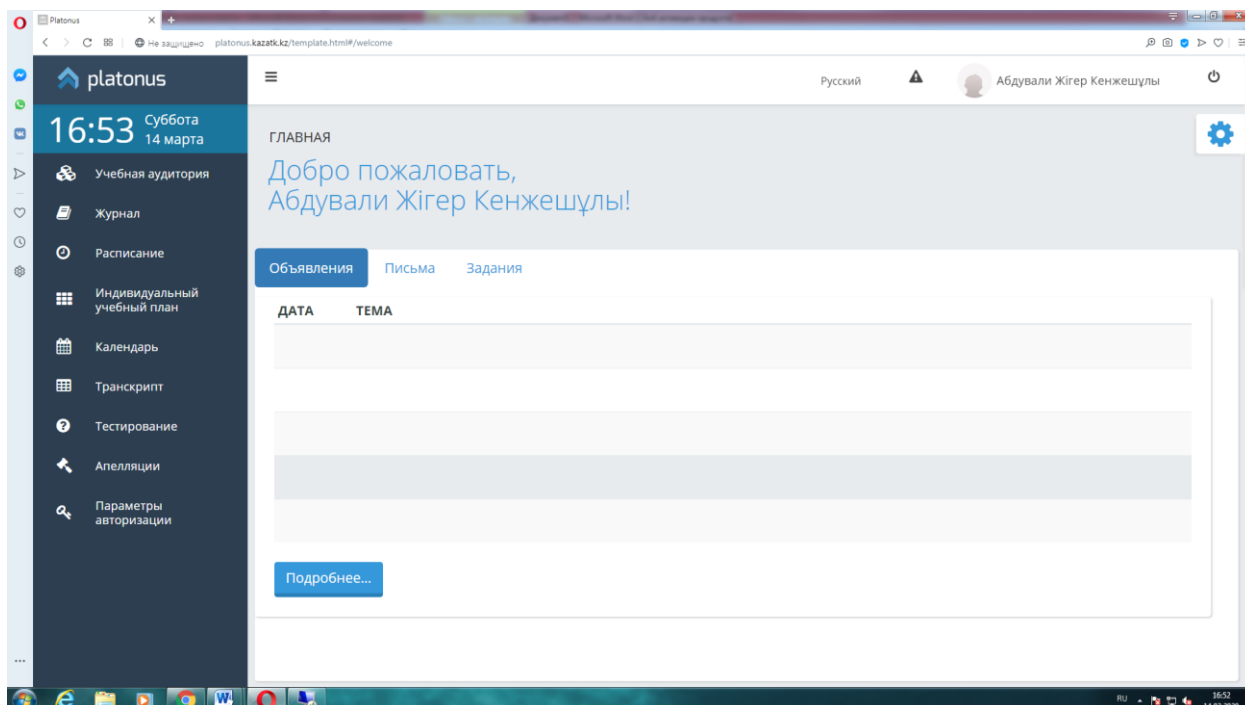 Platonus
Не защищено platonus.kazatk.kz/template.html#/welcome
platonus
Русский
Абдували Жігер Кенжешұлы
16:53
Суббота
14 марта
Учебная аудитория
Журнал
Расписание
Индивидуальный
учебный план
Календарь
Транскрипт
Тестирование
Апелляции
Параметры
авторизации
ГЛАВНАЯ
Добро пожаловать,
Абдували Жігер Кенжешұлы!
Объявления Письма Задания
ДАТА ТЕМА
Подробнее...
RU
16:52